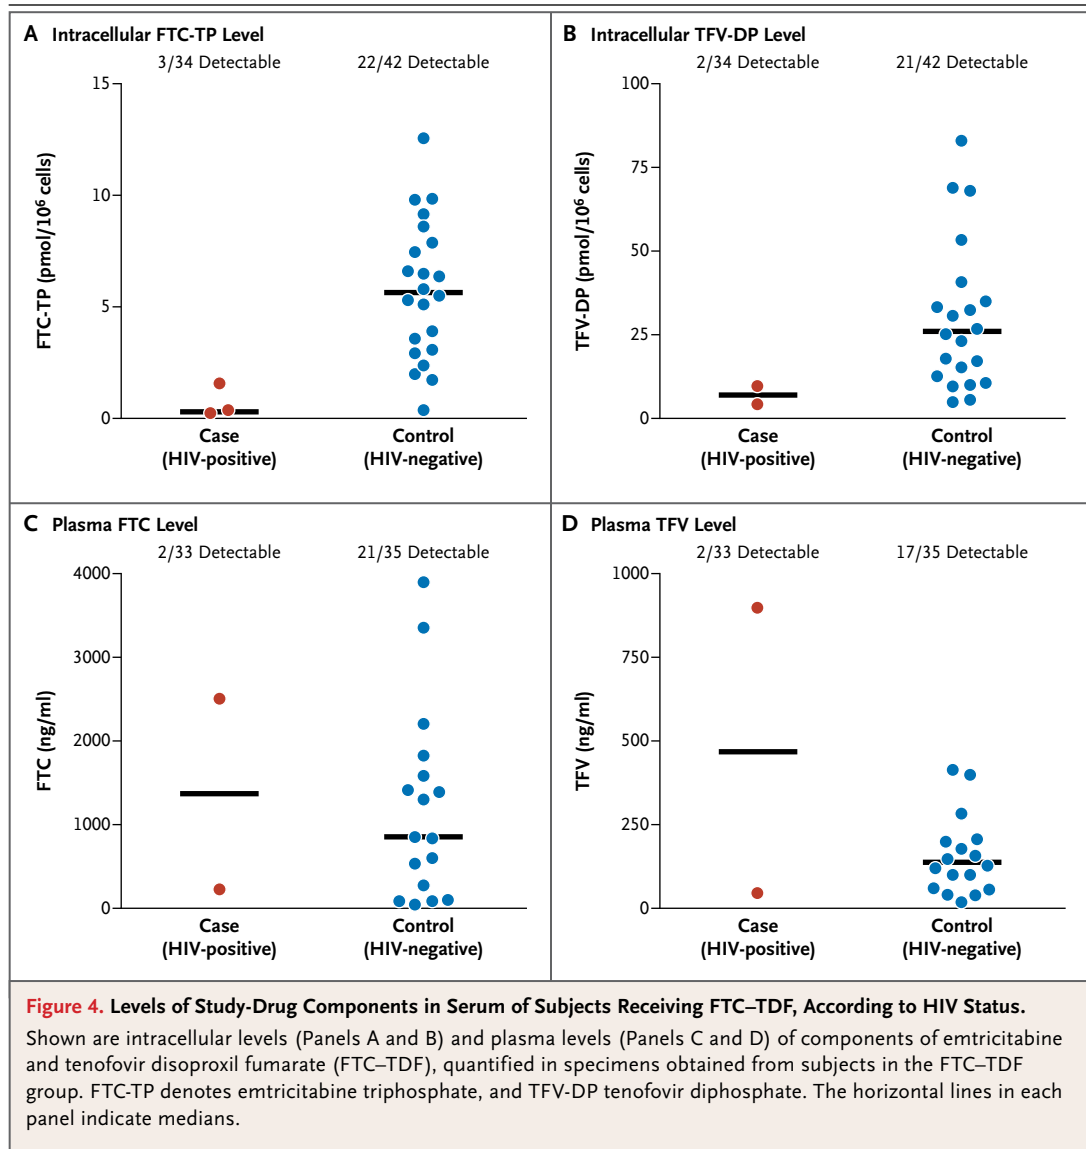 A Intracellular FTC-TP Level
3/34 Detectable
22/42 Detectable
15
10
5
0
FTC-TP (pmol/10⁶ cells)
Case
(HIV-positive)
Control
(HIV-negative)
B Intracellular TFV-DP Level
2/34 Detectable
21/42 Detectable
100
75
50
25
0
TFV-DP (pmol/10⁶ cells)
Case
(HIV-positive)
Control
(HIV-negative)
C Plasma FTC Level
2/33 Detectable
21/35 Detectable
4000
3000
2000
1000
0
FTC (ng/ml)
Case
(HIV-positive)
Control
(HIV-negative)
D Plasma TFV Level
2/33 Detectable
17/35 Detectable
1000
750
500
250
0
TFV (ng/ml)
Case
(HIV-positive)
Control
(HIV-negative)
Figure 4. Levels of Study-Drug Components in Serum of Subjects Receiving FTC–TDF, According to HIV Status.
Shown are intracellular levels (Panels A and B) and plasma levels (Panels C and D) of components of emtricitabine
and tenofovir disoproxil fumarate (FTC–TDF), quantified in specimens obtained from subjects in the FTC–TDF
group. FTC-TP denotes emtricitabine triphosphate, and TFV-DP tenofovir diphosphate. The horizontal lines in each
panel indicate medians.